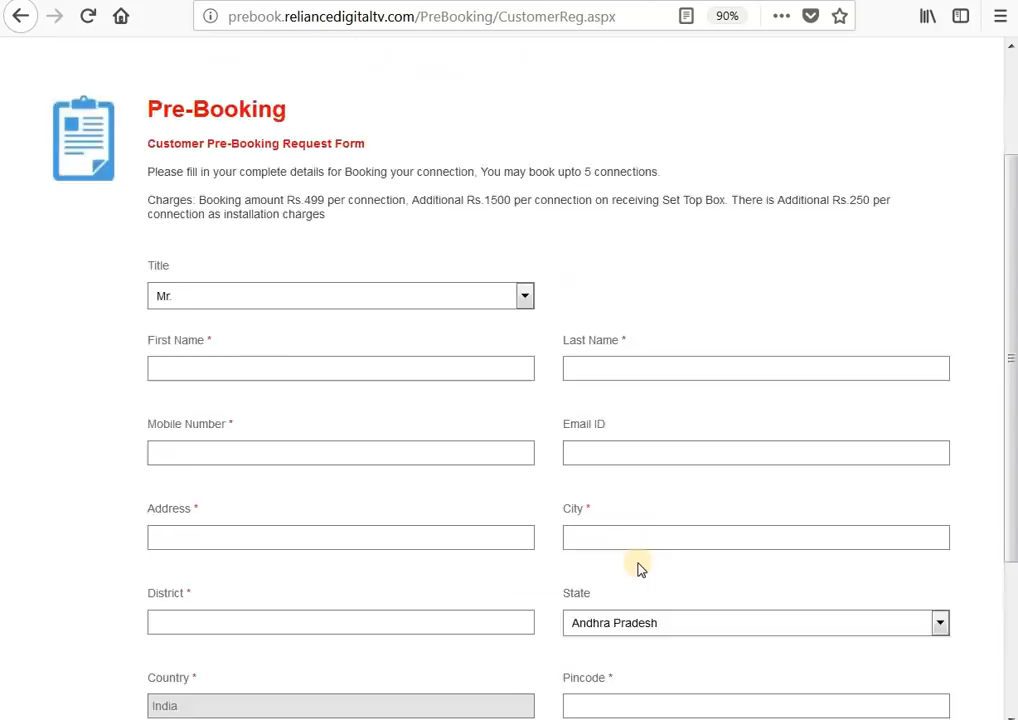 prebook.reliancedigitaltv.com/PreBooking/CustomerReg.aspx 90%
Pre-Booking
Customer Pre-Booking Request Form
Please fill in your complete details for Booking your connection, You may book upto 5 connections.
Charges: Booking amount Rs.499 per connection, Additional Rs.1500 per connection on receiving Set Top Box. There is Additional Rs.250 per
connection as installation charges
Title
Mr.
First Name * Last Name *
Mobile Number * Email ID
Address * City *
District * State
Andhra Pradesh
Country * Pincode *
India